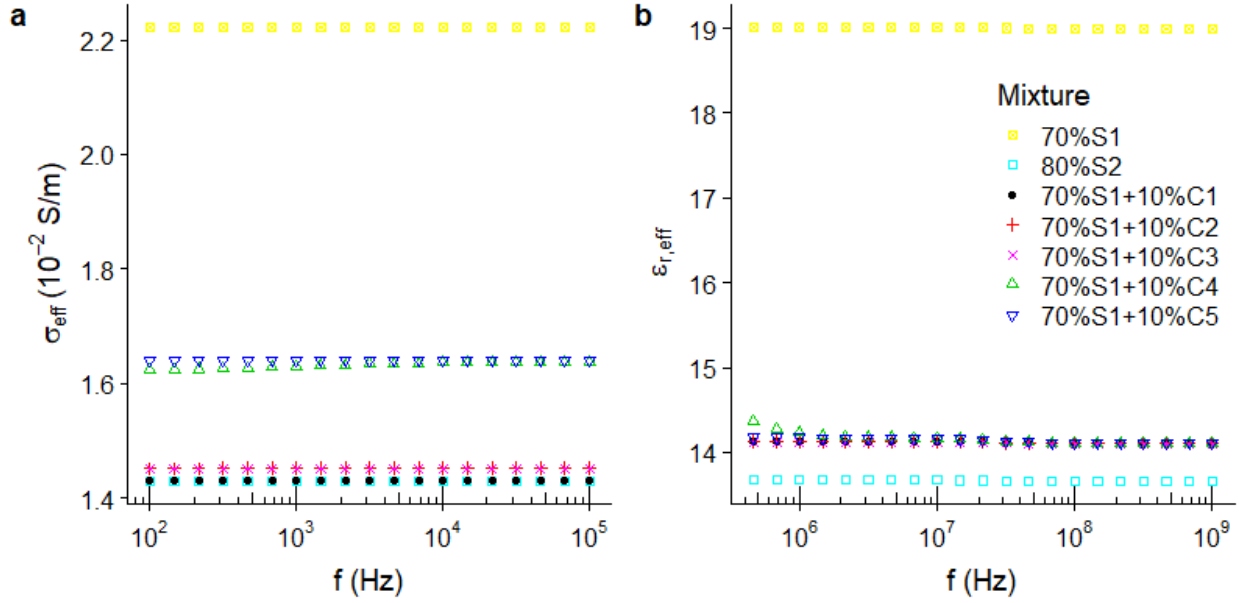 a
σeff (10⁻² S/m)
2.2
2.0
1.8
1.6
1.4
10² 10³ 10⁴ 10⁵
f (Hz)
b
εr,eff
19
18
17
16
15
14
10⁶ 10⁷ 10⁸ 10⁹
f (Hz)
Mixture
70%S1
80%S2
70%S1+10%C1
70%S1+10%C2
70%S1+10%C3
70%S1+10%C4
70%S1+10%C5